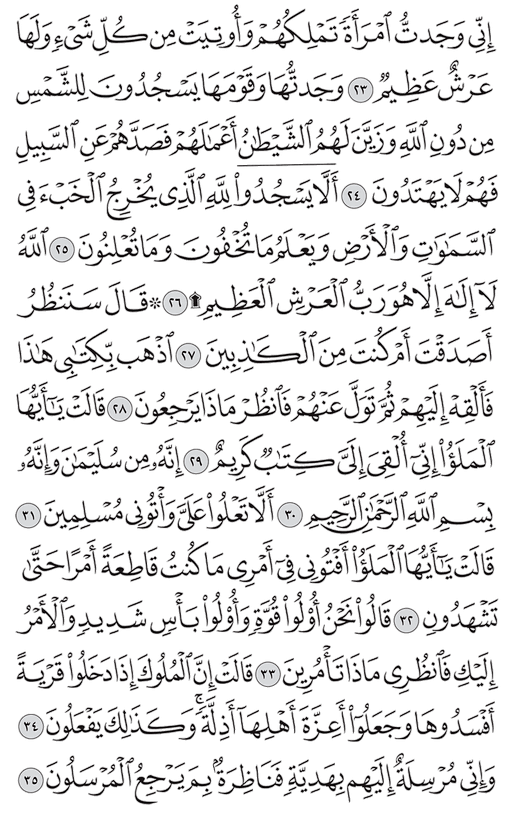 إِنِّي وَجَدتُّ ٱمۡرَأَةٗ تَمۡلِكُهُمۡ وَأُوتِيَتۡ مِن كُلِّ شَيۡءٖ وَلَهَا
عَرۡشٌ عَظِيمٞ ٢٣ وَجَدتُّهَا وَقَوۡمَهَا يَسۡجُدُونَ لِلشَّمۡسِ
مِن دُونِ ٱللَّهِ وَزَيَّنَ لَهُمُ ٱلشَّيۡطَٰنُ أَعۡمَٰلَهُمۡ فَصَدَّهُمۡ عَنِ ٱلسَّبِيلِ
فَهُمۡ لَا يَهۡتَدُونَ ٢٤ أَلَّاۤ يَسۡجُدُواْۤ لِلَّهِ ٱلَّذِي يُخۡرِجُ ٱلۡخَبۡءَ فِي
ٱلسَّمَٰوَٰتِ وَٱلۡأَرۡضِ وَيَعۡلَمُ مَا تُخۡفُونَ وَمَا تُعۡلِنُونَ ٢٥ ٱللَّهُ
لَآ إِلَٰهَ إِلَّا هُوَ رَبُّ ٱلۡعَرۡشِ ٱلۡعَظِيمِ۩ ٢٦ ۞ قَالَ سَنَنظُرُ
أَصَدَقۡتَ أَمۡ كُنتَ مِنَ ٱلۡكَٰذِبِينَ ٢٧ ٱذۡهَب بِّكِتَٰبِي هَٰذَا
فَأَلۡقِهۡ إِلَيۡهِمۡ ثُمَّ تَوَلَّ عَنۡهُمۡ فَٱنظُرۡ مَاذَا يَرۡجِعُونَ ٢٨ قَالَتۡ يَٰٓأَيُّهَا
ٱلۡمَلَؤُاْ إِنِّيٓ أُلۡقِيَ إِلَيَّ كِتَٰبٞ كَرِيمٌ ٢٩ إِنَّهُۥ مِن سُلَيۡمَٰنَ وَإِنَّهُۥ
بِسۡمِ ٱللَّهِ ٱلرَّحۡمَٰنِ ٱلرَّحِيمِ ٣٠ أَلَّا تَعۡلُواْ عَلَيَّ وَأۡتُونِي مُسۡلِمِينَ ٣١
قَالَتۡ يَٰٓأَيُّهَا ٱلۡمَلَؤُاْ أَفۡتُونِي فِيٓ أَمۡرِي مَا كُنتُ قَاطِعَةً أَمۡرًا حَتَّىٰ
تَشۡهَدُونِ ٣٢ قَالُواْ نَحۡنُ أُوْلُواْ قُوَّةٖ وَأُوْلُواْ بَأۡسٖ شَدِيدٖ وَٱلۡأَمۡرُ
إِلَيۡكِ فَٱنظُرِي مَاذَا تَأۡمُرِينَ ٣٣ قَالَتۡ إِنَّ ٱلۡمُلُوكَ إِذَا دَخَلُواْ قَرۡيَةً
أَفۡسَدُوهَا وَجَعَلُوٓاْ أَعِزَّةَ أَهۡلِهَآ أَذِلَّةٗۚ وَكَذَٰلِكَ يَفۡعَلُونَ ٣٤
وَإِنِّي مُرۡسِلَةٌ إِلَيۡهِم بِهَدِيَّةٖ فَنَاظِرَةُۢ بِمَ يَرۡجِعُ ٱلۡمُرۡسَلُونَ ٣٥